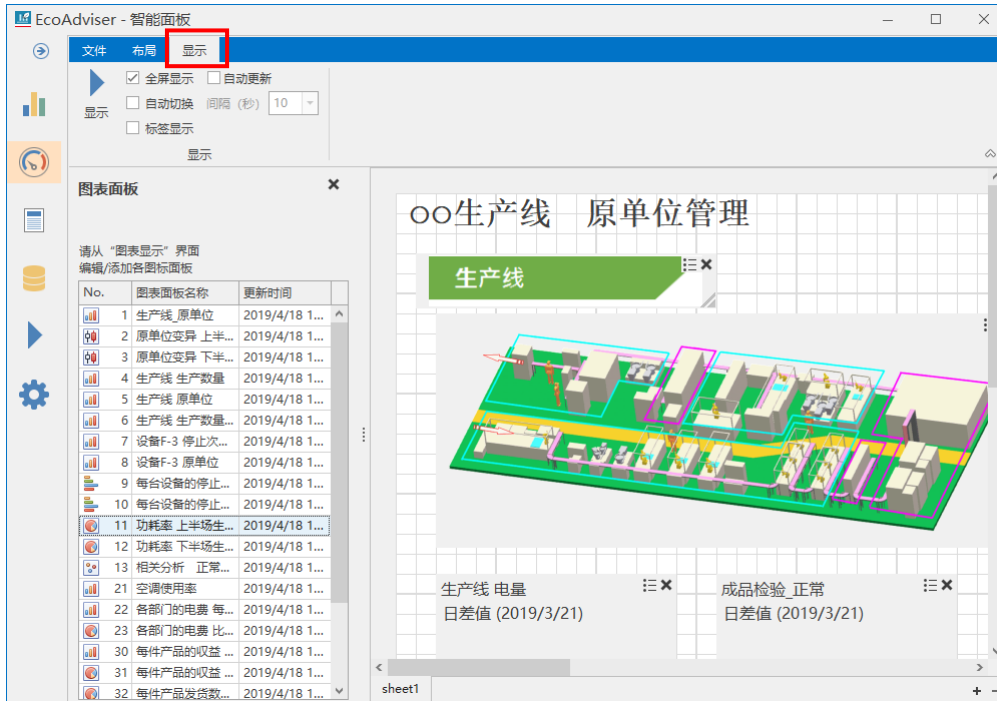 EcoAdviser - 智能面板
文件 布局 显示
全屏显示 自动更新
自动切换 间隔 (秒) 10
显示
标签显示
显示
图表面板
请从 “图表显示” 界面
编辑/添加各图标面板
No. 图表面板名称 更新时间
1 生产线_原单位 2019/4/18 1...
2 原单位变异 上半... 2019/4/18 1...
3 原单位变异 下半... 2019/4/18 1...
4 生产线 生产数量 2019/4/18 1...
5 生产线 原单位 2019/4/18 1...
6 生产线 生产数量... 2019/4/18 1...
7 设备F-3 停止次... 2019/4/18 1...
8 设备F-3 原单位 2019/4/18 1...
9 每台设备的停止... 2019/4/18 1...
10 每台设备的停止... 2019/4/18 1...
11 功耗率 上半场生... 2019/4/18 1...
12 功耗率 下半场生... 2019/4/18 1...
13 相关分析 正常... 2019/4/18 1...
21 空调使用率 2019/4/18 1...
22 各部门的电费 每... 2019/4/18 1...
23 各部门的电费 比... 2019/4/18 1...
30 每件产品的收益 ... 2019/4/18 1...
31 每件产品的收益 ... 2019/4/18 1...
32 每件产品发货数... 2019/4/18 1...
○○生产线 原单位管理
生产线
生产线 电量
日差值 (2019/3/21)
成品检验_正常
日差值 (2019/3/21)
sheet1